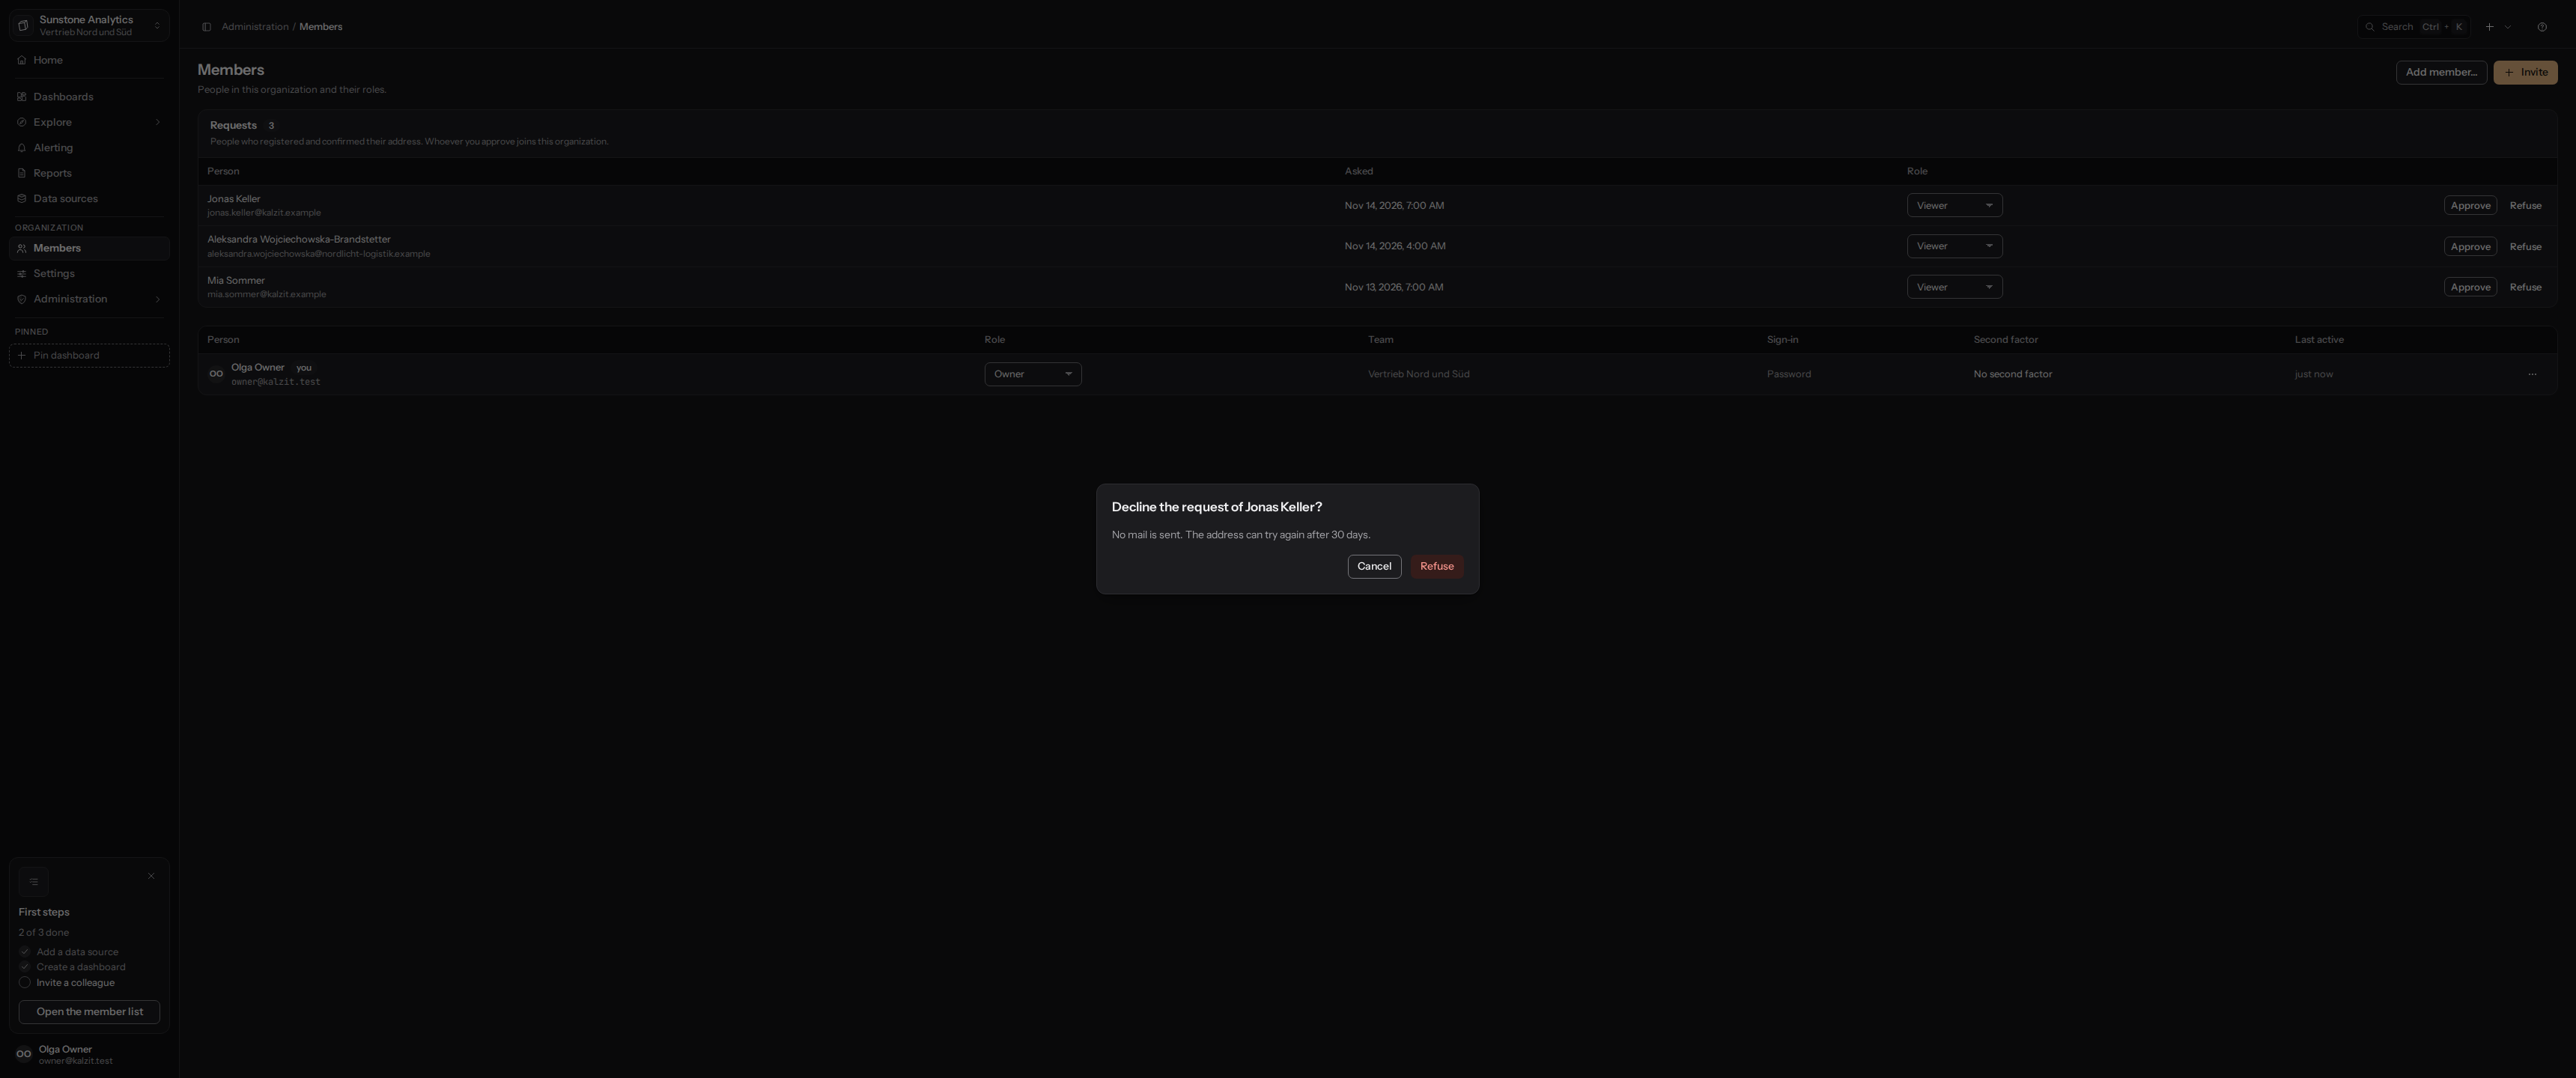 Sunstone Analytics
Vertrieb Nord und Süd
Home
Dashboards
Explore
Alerting
Reports
Data sources
ORGANIZATION
Members
Settings
Administration
PINNED
Pin dashboard
First steps
2 of 3 done
Add a data source
Create a dashboard
Invite a colleague
Open the member list
OO
Olga Owner
owner@kalzit.test
Administration / Members
Search Ctrl + K
Members
People in this organization and their roles.
Add member...
Invite
Requests 3
People who registered and confirmed their address. Whoever you approve joins this organization.
Person Asked Role
Jonas Keller
jonas.keller@kalzit.example
Nov 14, 2026, 7:00 AM
Viewer
Approve Refuse
Aleksandra Wojciechowska-Brandstetter
aleksandra.wojciechowska@nordlicht-logistik.example
Nov 14, 2026, 4:00 AM
Viewer
Approve Refuse
Mia Sommer
mia.sommer@kalzit.example
Nov 13, 2026, 7:00 AM
Viewer
Approve Refuse
Person Role Team Sign-in Second factor Last active
OO
Olga Owner you
owner@kalzit.test
Owner
Vertrieb Nord und Süd
Password
No second factor
just now
Decline the request of Jonas Keller?
No mail is sent. The address can try again after 30 days.
Cancel Refuse